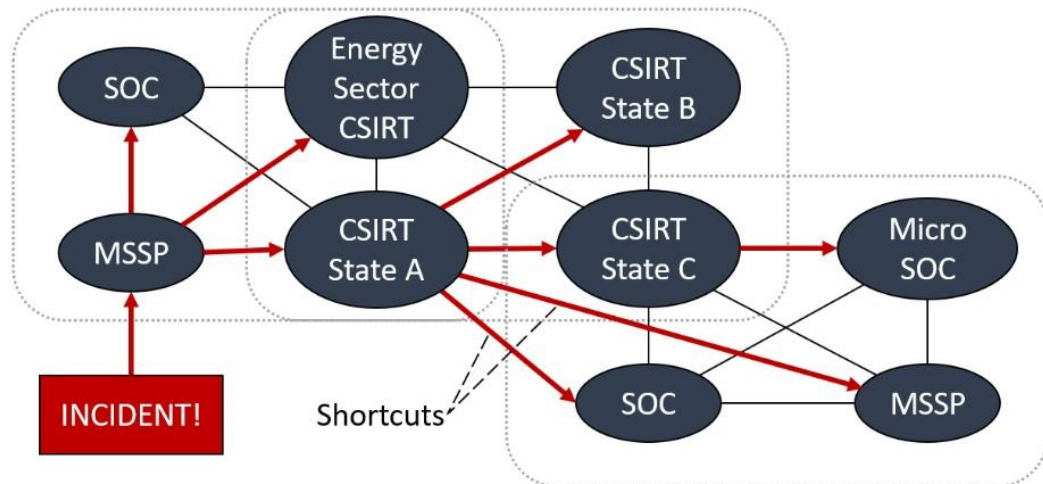 Energy
Sector
CSIRT
SOC
CSIRT
State B
MSSP
CSIRT
State A
CSIRT
State C
Micro
SOC
INCIDENT!
Shortcuts
SOC
MSSP